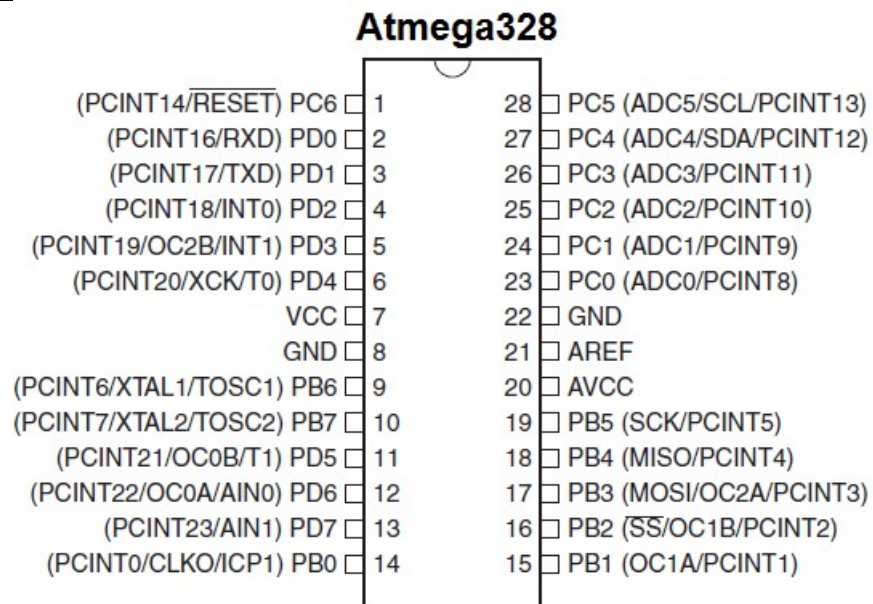 Atmega328
(PCINT14/RESET) PC6 1 28 PC5 (ADC5/SCL/PCINT13)
(PCINT16/RXD) PD0 2 27 PC4 (ADC4/SDA/PCINT12)
(PCINT17/TXD) PD1 3 26 PC3 (ADC3/PCINT11)
(PCINT18/INT0) PD2 4 25 PC2 (ADC2/PCINT10)
(PCINT19/OC2B/INT1) PD3 5 24 PC1 (ADC1/PCINT9)
(PCINT20/XCK/T0) PD4 6 23 PC0 (ADC0/PCINT8)
VCC 7 22 GND
GND 8 21 AREF
(PCINT6/XTAL1/TOSC1) PB6 9 20 AVCC
(PCINT7/XTAL2/TOSC2) PB7 10 19 PB5 (SCK/PCINT5)
(PCINT21/OC0B/T1) PD5 11 18 PB4 (MISO/PCINT4)
(PCINT22/OC0A/AIN0) PD6 12 17 PB3 (MOSI/OC2A/PCINT3)
(PCINT23/AIN1) PD7 13 16 PB2 (SS/OC1B/PCINT2)
(PCINT0/CLKO/ICP1) PB0 14 15 PB1 (OC1A/PCINT1)